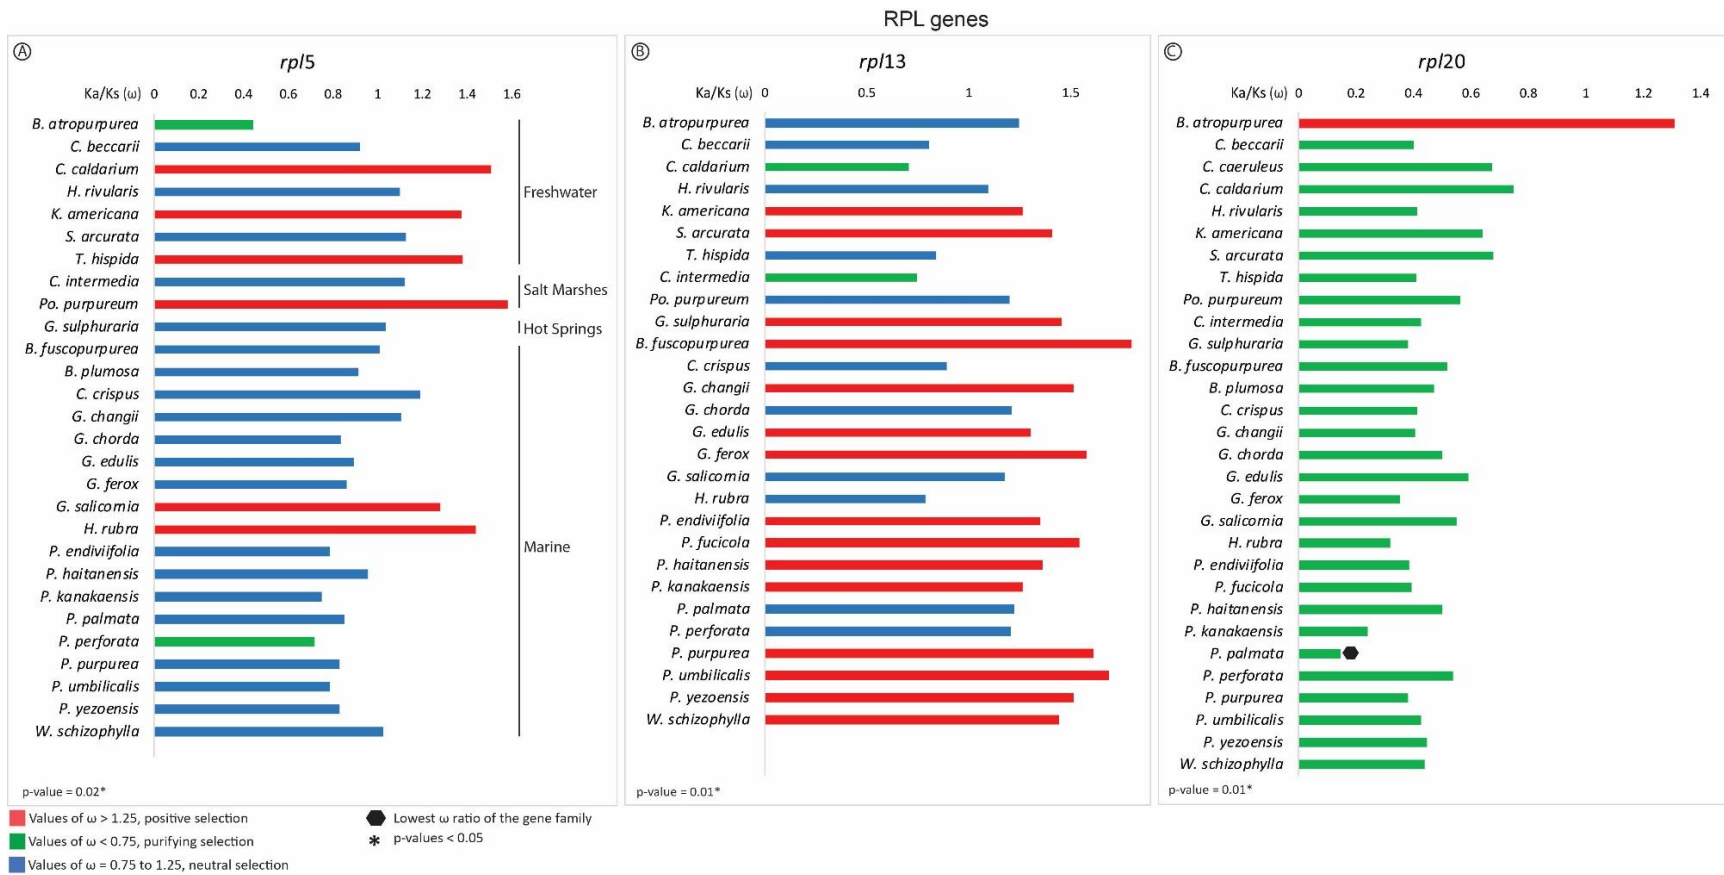 RPL genes
A
rpl5
Ka/Ks (ω) 0 0.2 0.4 0.6 0.8 1 1.2 1.4 1.6
B. atropurpurea
C. beccarii
C. caldarium
H. rivularis
K. americana
S. arcurata
T. hispida
C. intermedia
Po. purpureum
G. sulphuraria
B. fuscopurpurea
B. plumosa
C. crispus
G. changii
G. chorda
G. edulis
G. ferox
G. salicornia
H. rubra
P. endiviifolia
P. haitanensis
P. kanakaensis
P. palmata
P. perforata
P. purpurea
P. umbilicalis
P. yezoensis
W. schizophylla
Freshwater
Salt Marshes
Hot Springs
Marine
p-value = 0.02*
B
rpl13
Ka/Ks (ω) 0 0.5 1 1.5
B. atropurpurea
C. beccarii
C. caldarium
H. rivularis
K. americana
S. arcurata
T. hispida
C. intermedia
Po. purpureum
G. sulphuraria
B. fuscopurpurea
C. crispus
G. changii
G. chorda
G. edulis
G. ferox
G. salicornia
H. rubra
P. endiviifolia
P. fucicola
P. haitanensis
P. kanakaensis
P. palmata
P. perforata
P. purpurea
P. umbilicalis
P. yezoensis
W. schizophylla
p-value = 0.01*
C
rpl20
Ka/Ks (ω) 0 0.2 0.4 0.6 0.8 1 1.2 1.4
B. atropurpurea
C. beccarii
C. caeruleus
C. caldarium
H. rivularis
K. americana
S. arcurata
T. hispida
Po. purpureum
C. intermedia
G. sulphuraria
B. fuscopurpurea
B. plumosa
C. crispus
G. changii
G. chorda
G. edulis
G. ferox
G. salicornia
H. rubra
P. endiviifolia
P. fucicola
P. haitanensis
P. kanakaensis
P. palmata
P. perforata
P. purpurea
P. umbilicalis
P. yezoensis
W. schizophylla
p-value = 0.01*
Values of ω > 1.25, positive selection
Values of ω < 0.75, purifying selection
Values of ω = 0.75 to 1.25, neutral selection
Lowest ω ratio of the gene family
* p-values < 0.05